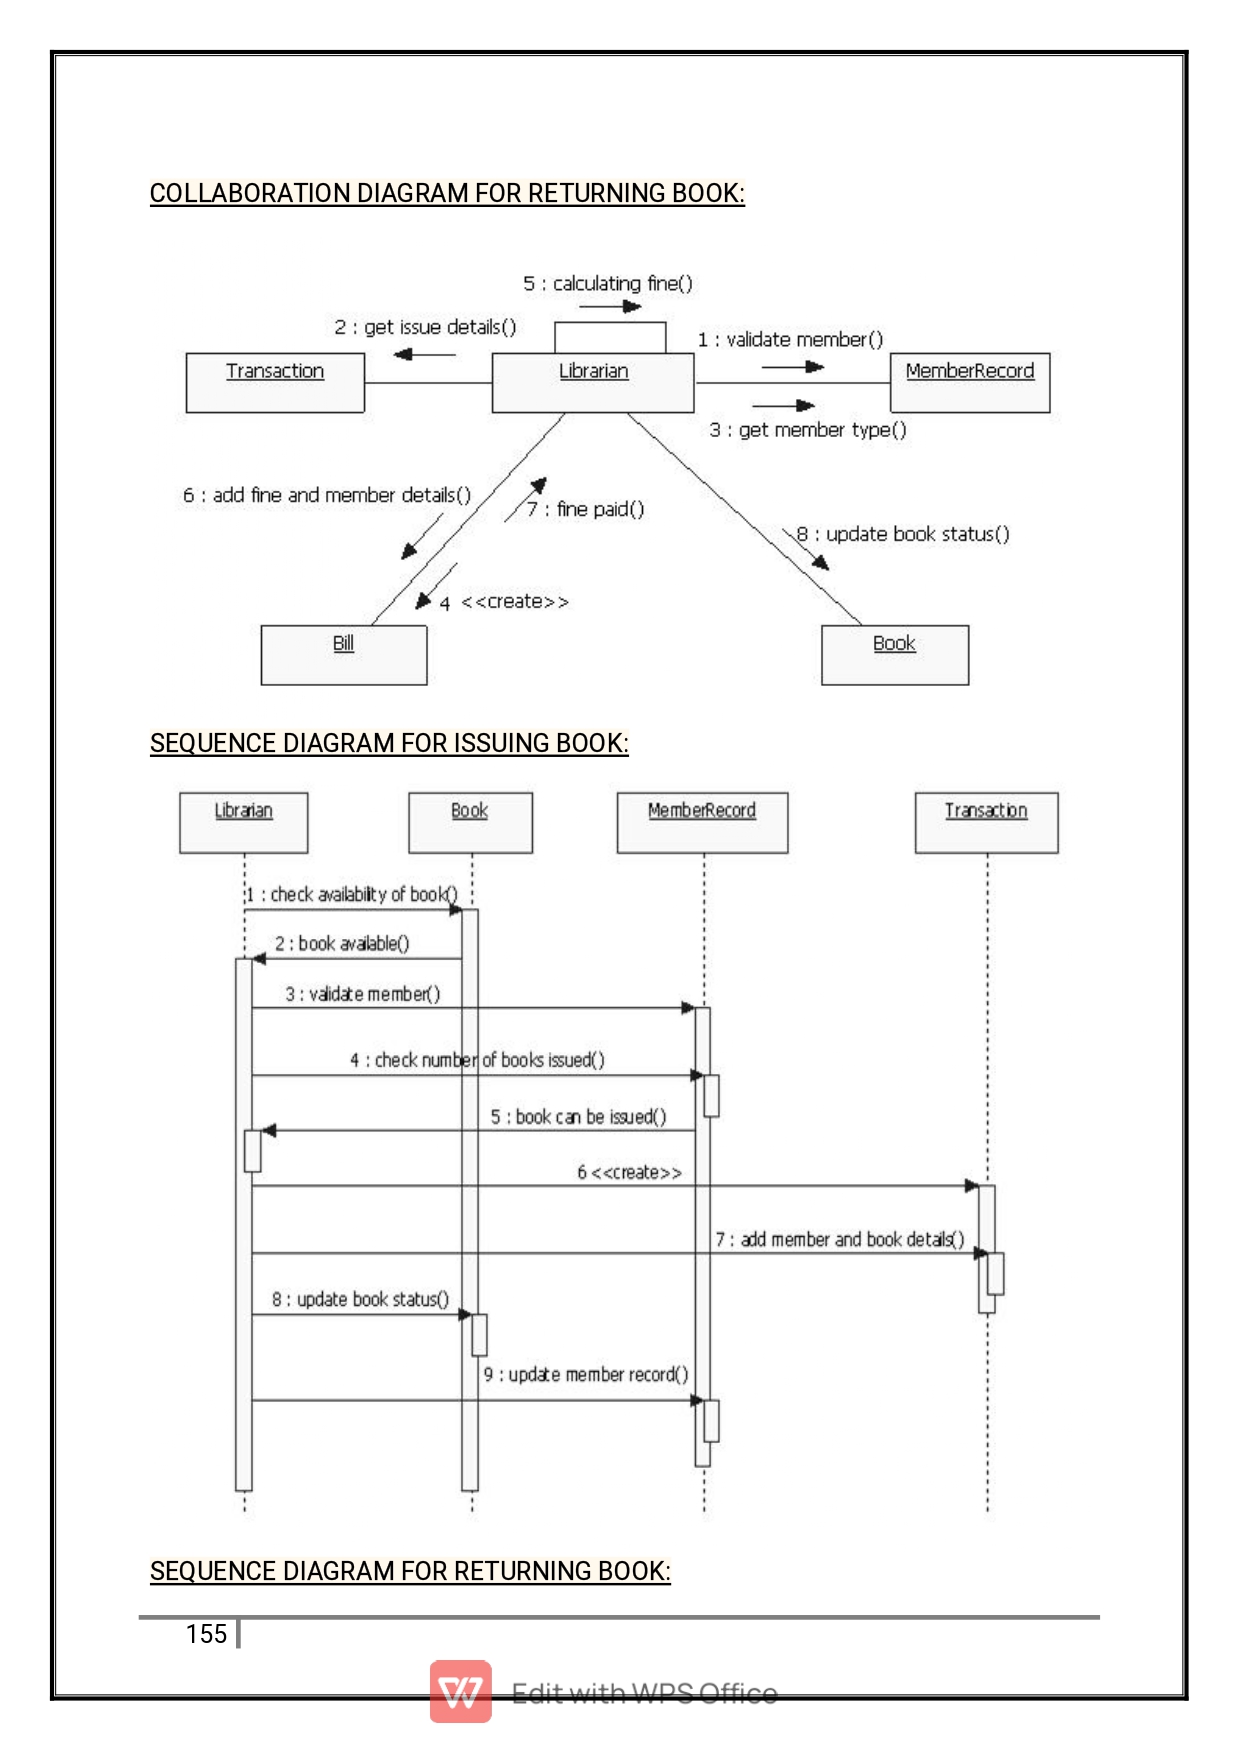 COLLABORATION DIAGRAM FOR RETURNING BOOK:
5 : calculating fine()
2 : get issue details()
1 : validate member()
Transaction
Librarian
MemberRecord
3 : get member type()
6 : add fine and member details()
7 : fine paid()
8 : update book status()
4 <<create>>
Bill
Book
SEQUENCE DIAGRAM FOR ISSUING BOOK:
Librarian
Book
MemberRecord
Transaction
1 : check availability of book()
2 : book available()
3 : validate member()
4 : check number of books issued()
5 : book can be issued()
6 <<create>>
7 : add member and book details()
8 : update book status()
9 : update member record()
SEQUENCE DIAGRAM FOR RETURNING BOOK:
155
Edit with WPS Office